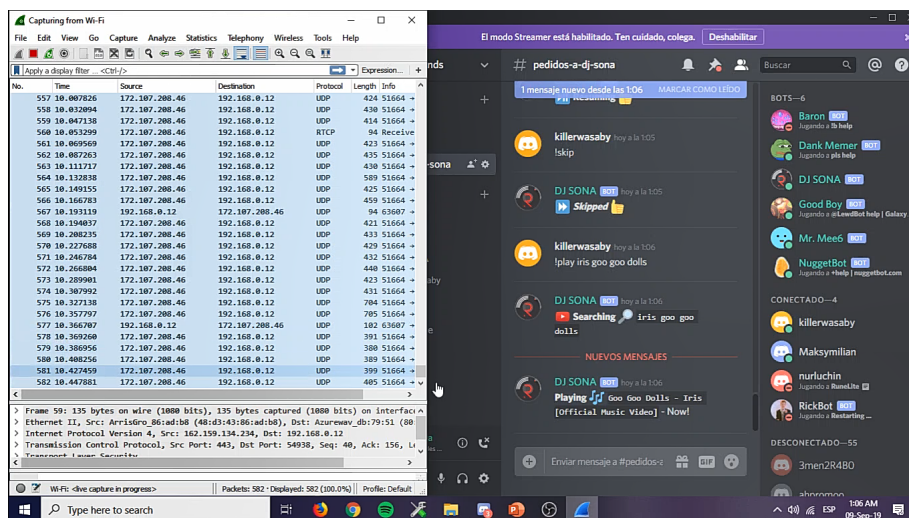 Capturing from Wi-Fi
File Edit View Go Capture Analyze Statistics Telephony Wireless Tools Help
Apply a display filter ... <Ctrl-/>
Expression... +
No. Time Source Destination Protocol Length Info
557 10.007826 172.107.208.46 192.168.0.12 UDP 424 51664 →
558 10.032094 172.107.208.46 192.168.0.12 UDP 430 51664 →
559 10.047138 172.107.208.46 192.168.0.12 UDP 414 51664 →
560 10.053299 172.107.208.46 192.168.0.12 RTCP 94 Receive
561 10.069569 172.107.208.46 192.168.0.12 UDP 423 51664 →
562 10.087263 172.107.208.46 192.168.0.12 UDP 435 51664 →
563 10.111717 172.107.208.46 192.168.0.12 UDP 430 51664 →
564 10.132838 172.107.208.46 192.168.0.12 UDP 589 51664 →
565 10.149155 172.107.208.46 192.168.0.12 UDP 425 51664 →
566 10.166783 172.107.208.46 192.168.0.12 UDP 459 51664 →
567 10.193119 192.168.0.12 172.107.208.46 UDP 94 63607 →
568 10.194037 172.107.208.46 192.168.0.12 UDP 421 51664 →
569 10.208235 172.107.208.46 192.168.0.12 UDP 433 51664 →
570 10.227688 172.107.208.46 192.168.0.12 UDP 429 51664 →
571 10.246784 172.107.208.46 192.168.0.12 UDP 432 51664 →
572 10.266804 172.107.208.46 192.168.0.12 UDP 440 51664 →
573 10.289901 172.107.208.46 192.168.0.12 UDP 423 51664 →
574 10.307992 172.107.208.46 192.168.0.12 UDP 431 51664 →
575 10.327138 172.107.208.46 192.168.0.12 UDP 704 51664 →
576 10.357797 172.107.208.46 192.168.0.12 UDP 705 51664 →
577 10.366707 192.168.0.12 172.107.208.46 UDP 102 63607 →
578 10.369260 172.107.208.46 192.168.0.12 UDP 391 51664 →
579 10.386956 172.107.208.46 192.168.0.12 UDP 380 51664 →
580 10.408256 172.107.208.46 192.168.0.12 UDP 389 51664 →
581 10.427459 172.107.208.46 192.168.0.12 UDP 399 51664 →
582 10.447881 172.107.208.46 192.168.0.12 UDP 405 51664 →
Frame 59: 135 bytes on wire (1080 bits), 135 bytes captured (1080 bits) on interface
Ethernet II, Src: ArrisGro_86:ad:b8 (48:d3:43:86:ad:b8), Dst: Azurewav_db:79:51 (80:
Internet Protocol Version 4, Src: 162.159.134.234, Dst: 192.168.0.12
Transmission Control Protocol, Src Port: 443, Dst Port: 54938, Seq: 40, Ack: 156, L
Transport Layer Security
Wi-Fi: <live capture in progress>
Packets: 582 · Displayed: 582 (100.0%)
Profile: Default
El modo Streamer está habilitado. Ten cuidado, colega.
Deshabilitar
nds
-sona
aby
e
a
# pedidos-a-dj-sona
Buscar
1 mensaje nuevo desde las 1:06
MARCAR COMO LEÍDO
Resuming
killerwasaby hoy a la 1:05
!skip
DJ SONA BOT hoy a la 1:05
Skipped
killerwasaby hoy a la 1:06
!play iris goo goo dolls
DJ SONA BOT hoy a la 1:06
Searching iris goo goo
dolls
NUEVOS MENSAJES
DJ SONA BOT hoy a la 1:06
Playing Goo Goo Dolls - Iris
[Official Music Video] - Now!
Enviar mensaje a #pedidos-a
GIF
BOTS—6
Baron BOT
Jugando a !b help
Dank Memer BOT
Jugando a pls help
DJ SONA BOT
Good Boy BOT
Jugando a @LewdBot help | Galaxy
Mr. Mee6 BOT
NuggetBot BOT
Jugando a +help | nuggetbot.com
CONECTADO—4
killerwasaby
Maksymilian
nurluchin
Jugando a RuneLite
RickBot BOT
Jugando a Restarting ...
DESCONECTADO—55
3men2R4B0
abpromoo
Type here to search
ESP
1:06 AM
09-Sep-19